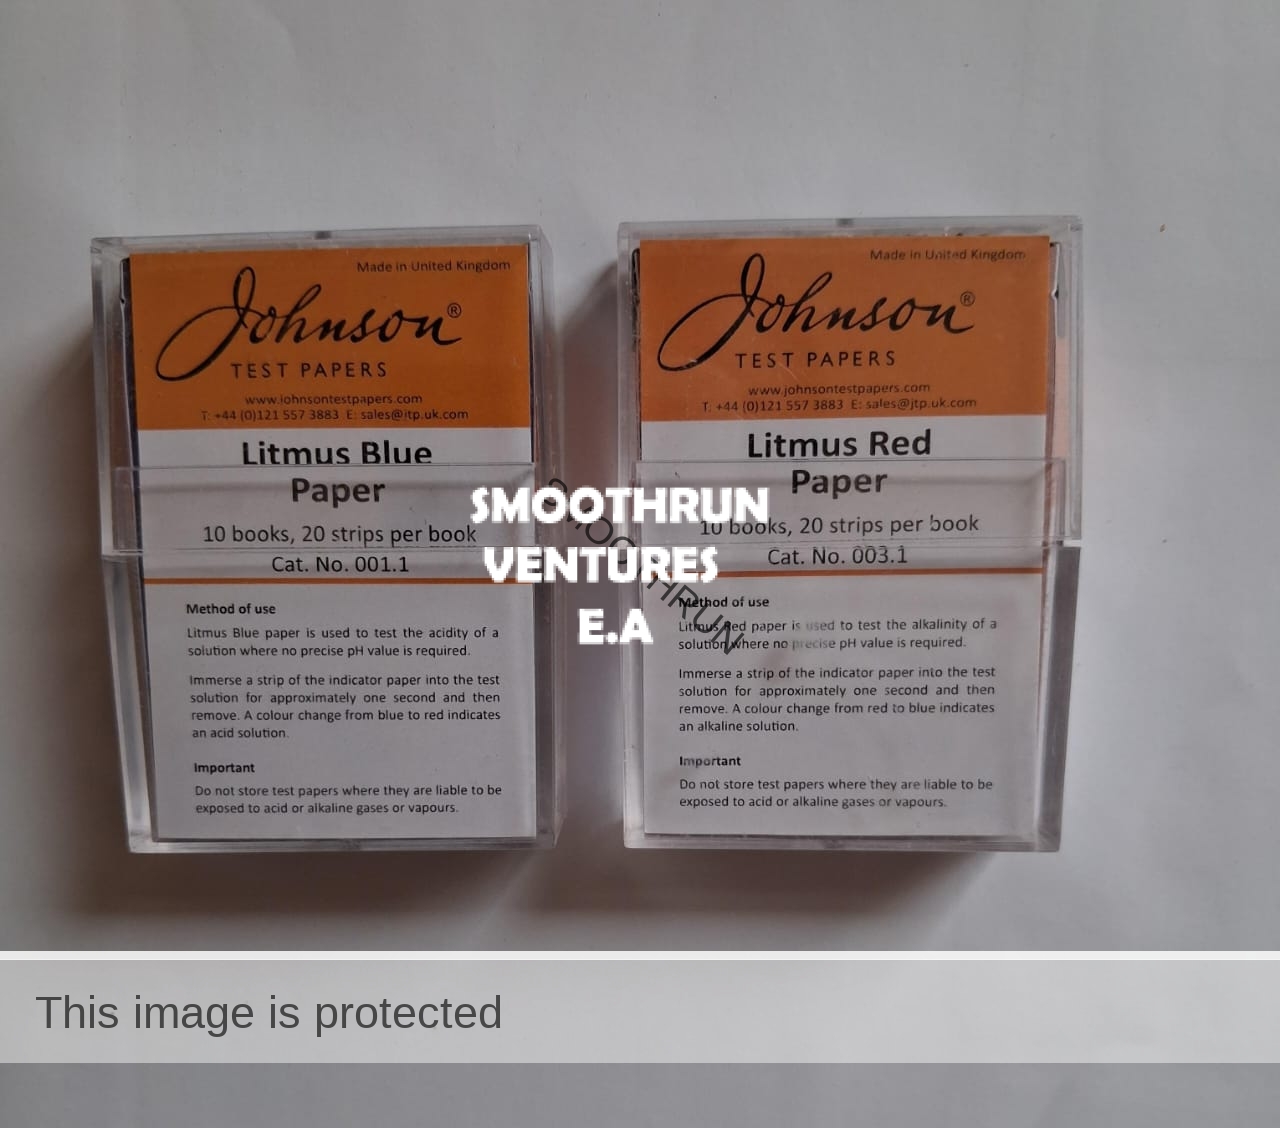 Made in United Kingdom
Johnson®
TEST PAPERS
www.johnsontestpapers.com
T: +44 (0)121 557 3883 E: sales@jtp.uk.com
Litmus Blue
Paper
10 books, 20 strips per book
Cat. No. 001.1
Method of use
Litmus Blue paper is used to test the acidity of a
solution where no precise pH value is required.
Immerse a strip of the indicator paper into the test
solution for approximately one second and then
remove. A colour change from blue to red indicates
an acid solution.
Important
Do not store test papers where they are liable to be
exposed to acid or alkaline gases or vapours.
Made in United Kingdom
Johnson®
TEST PAPERS
www.johnsontestpapers.com
T: +44 (0)121 557 3883 E: sales@jtp.uk.com
Litmus Red
Paper
10 books, 20 strips per book
Cat. No. 003.1
Method of use
Litmus Red paper is used to test the alkalinity of a
solution where no precise pH value is required.
Immerse a strip of the indicator paper into the test
solution for approximately one second and then
remove. A colour change from red to blue indicates
an alkaline solution.
Important
Do not store test papers where they are liable to be
exposed to acid or alkaline gases or vapours.
SMOOTHRUN
VENTURES
E.A
SMOOTHRUN
This image is protected